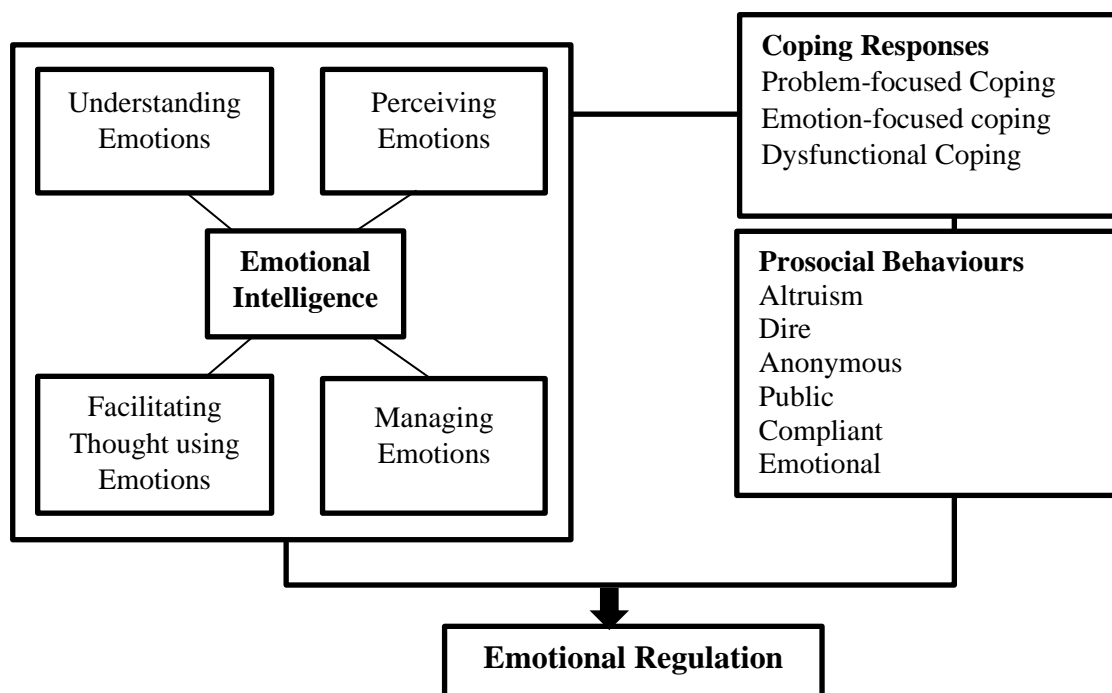 Understanding
Emotions
Perceiving
Emotions
Emotional
Intelligence
Facilitating
Thought using
Emotions
Managing
Emotions
Coping Responses
Problem-focused Coping
Emotion-focused coping
Dysfunctional Coping
Prosocial Behaviours
Altruism
Dire
Anonymous
Public
Compliant
Emotional
Emotional Regulation